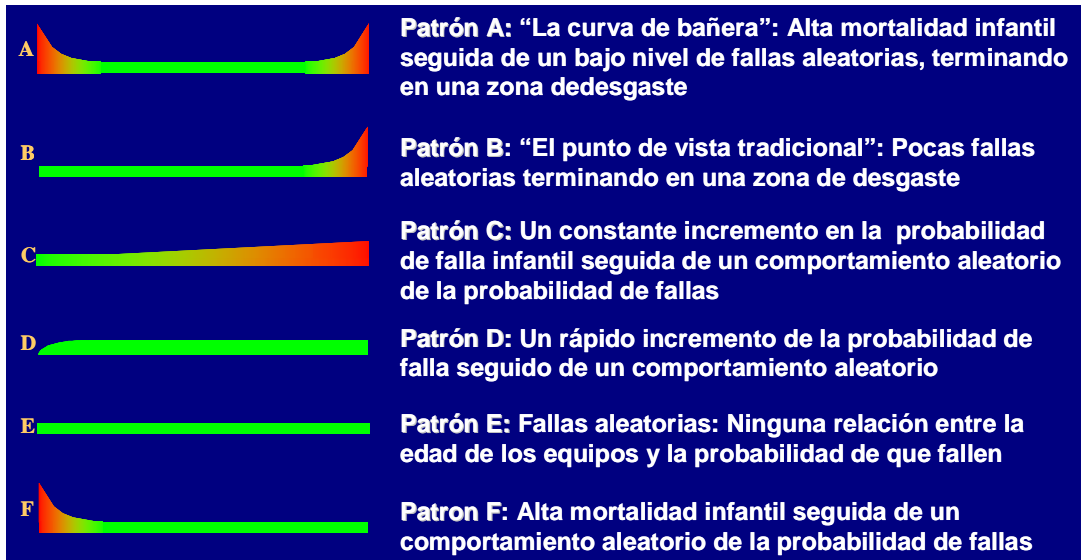 A
Patrón A: “La curva de bañera”: Alta mortalidad infantil
seguida de un bajo nivel de fallas aleatorias, terminando
en una zona dedesgaste
B
Patrón B: “El punto de vista tradicional”: Pocas fallas
aleatorias terminando en una zona de desgaste
C
Patrón C: Un constante incremento en la probabilidad
de falla infantil seguida de un comportamiento aleatorio
de la probabilidad de fallas
D
Patrón D: Un rápido incremento de la probabilidad de
falla seguido de un comportamiento aleatorio
E
Patrón E: Fallas aleatorias: Ninguna relación entre la
edad de los equipos y la probabilidad de que fallen
F
Patron F: Alta mortalidad infantil seguida de un
comportamiento aleatorio de la probabilidad de fallas